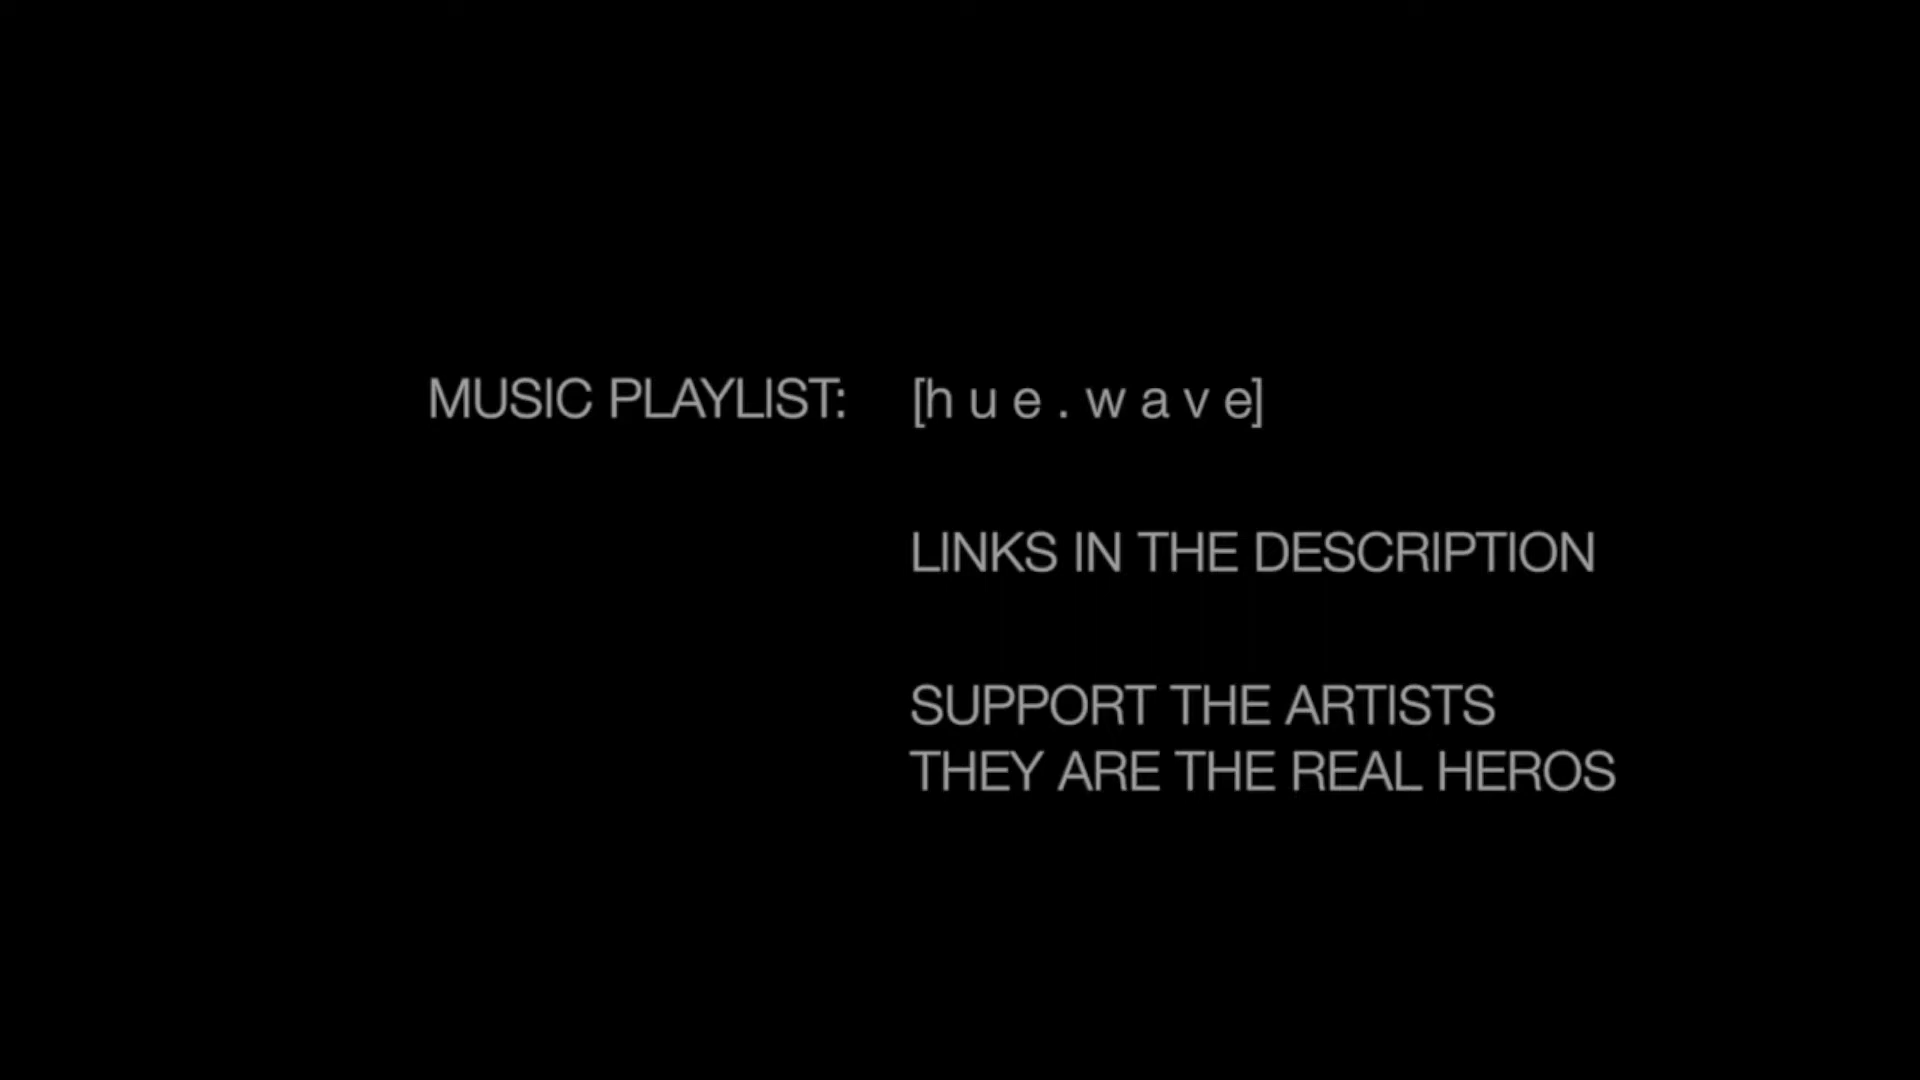 MUSIC PLAYLIST: [h u e . w a v e]
LINKS IN THE DESCRIPTION
SUPPORT THE ARTISTS
THEY ARE THE REAL HEROS